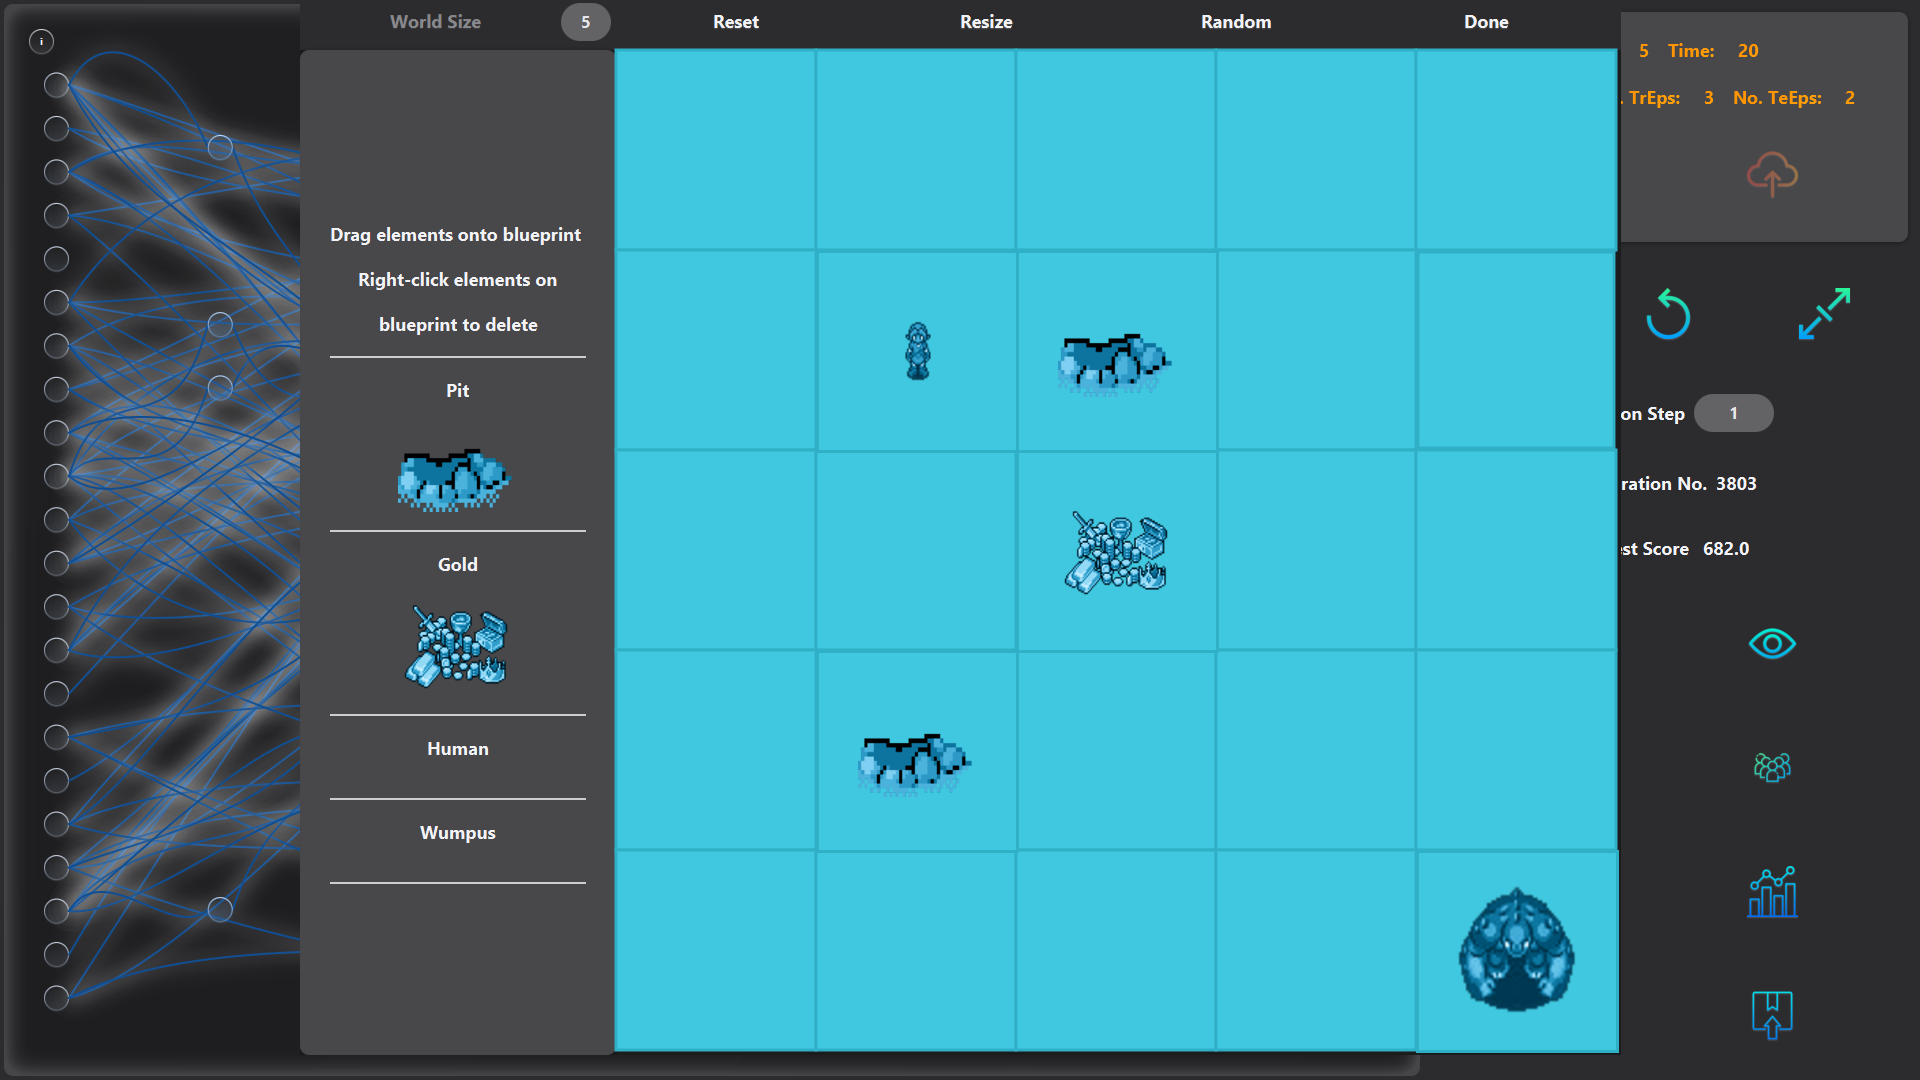 World Size 5 Reset Resize Random Done
i
5 Time: 20
TrEps: 3 No. TeEps: 2
Drag elements onto blueprint
Right-click elements on
blueprint to delete
Pit
Gold
Human
Wumpus
on Step 1
ration No. 3803
st Score 682.0